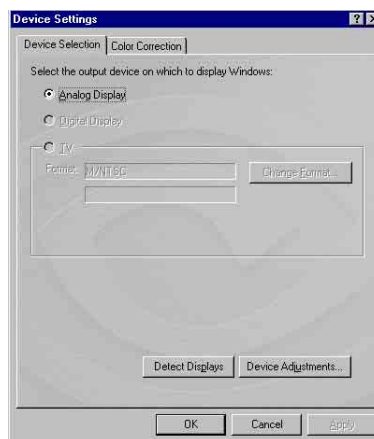 Device Settings
Device Selection
Color Correction
Select the output device on which to display Windows:
Analog Display
Digital Display
TV
Format: M/NTSC
Change Format...
Detect Displays
Device Adjustments...
OK
Cancel
Apply